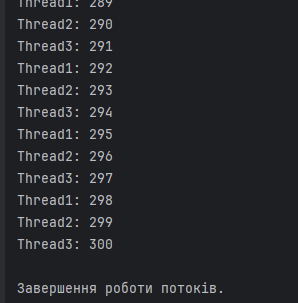 Thread1: 289
Thread2: 290
Thread3: 291
Thread1: 292
Thread2: 293
Thread3: 294
Thread1: 295
Thread2: 296
Thread3: 297
Thread1: 298
Thread2: 299
Thread3: 300
Завершення роботи потоків.